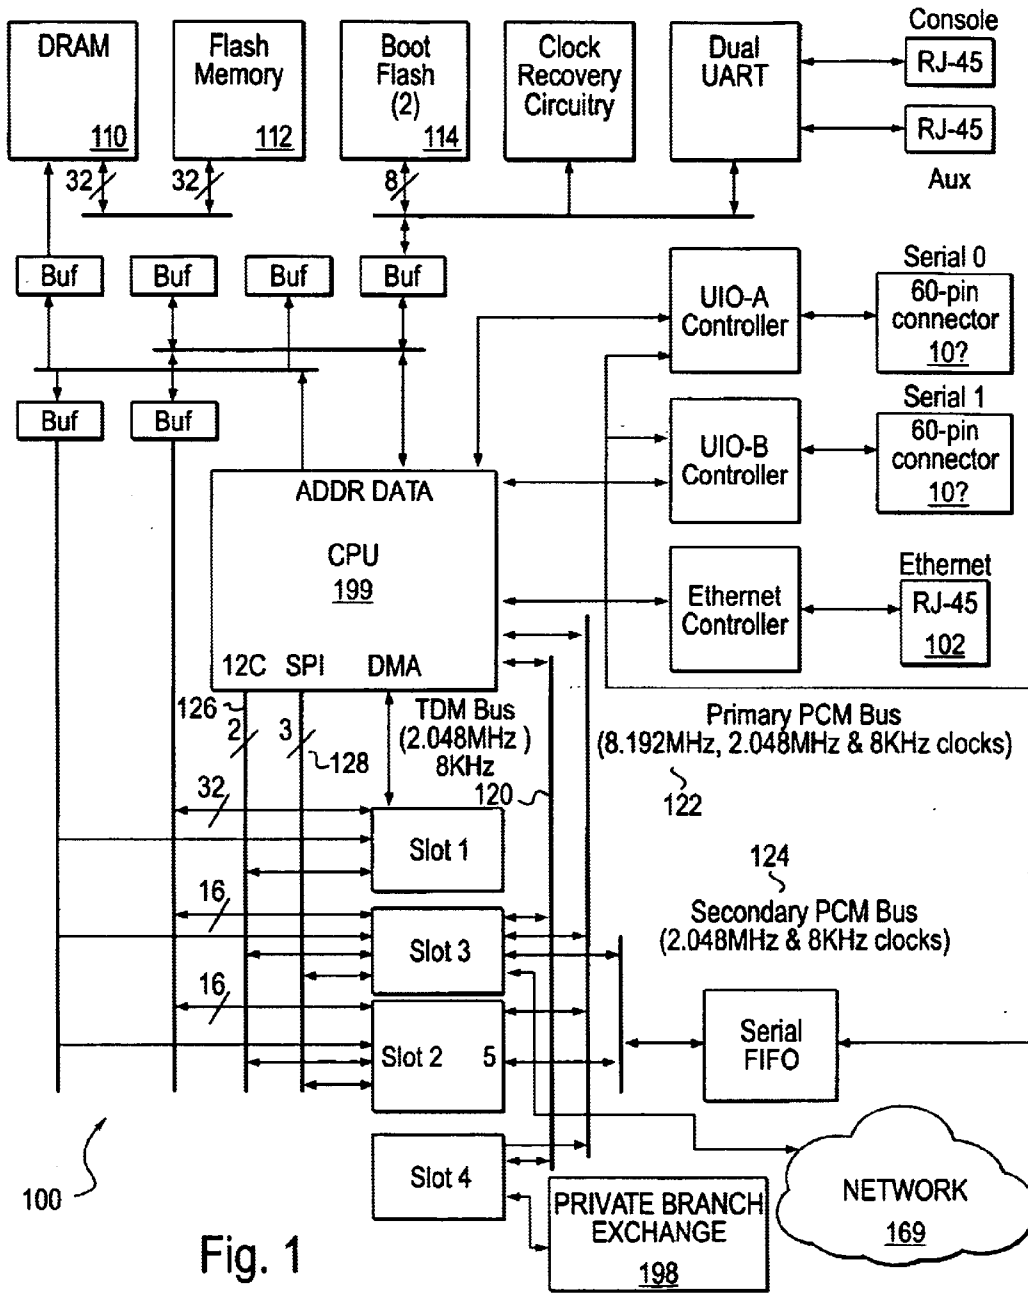 DRAM
110
Flash
Memory
112
Boot
Flash
(2)
114
Clock
Recovery
Circuitry
Dual
UART
Console
RJ-45
RJ-45
Aux
32
32
8
Buf
Buf
Buf
Buf
Buf
Buf
UIO-A
Controller
Serial 0
60-pin
connector
10?
UIO-B
Controller
Serial 1
60-pin
connector
10?
ADDR DATA
CPU
199
12C
SPI
DMA
Ethernet
Controller
Ethernet
RJ-45
102
126
2
3
128
TDM Bus
(2.048MHz )
8KHz
120
Primary PCM Bus
(8.192MHz, 2.048MHz & 8KHz clocks)
122
32
Slot 1
124
Secondary PCM Bus
(2.048MHz & 8KHz clocks)
16
Slot 3
16
Slot 2 5
Serial
FIFO
Slot 4
100
PRIVATE BRANCH
EXCHANGE
198
NETWORK
169
Fig. 1